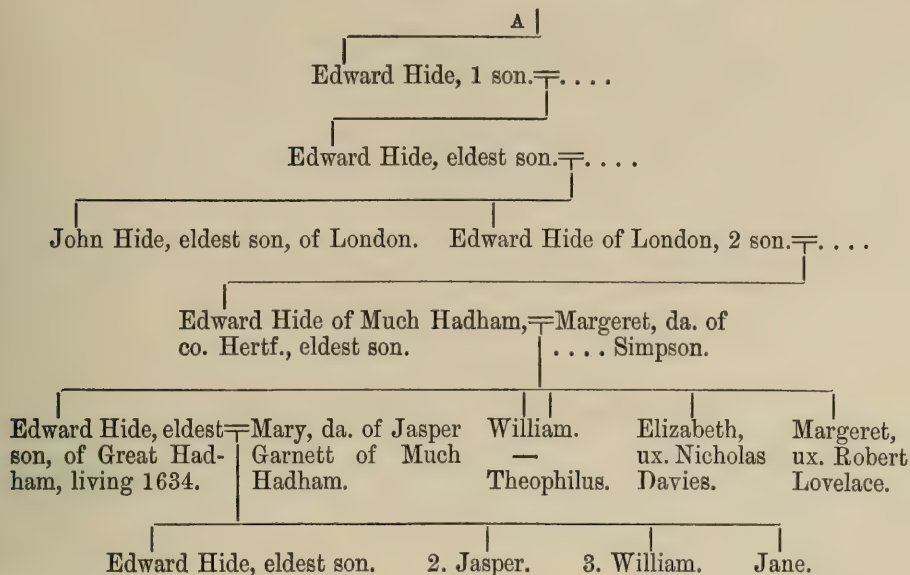 A
Edward Hide, 1 son. . . . .
Edward Hide, eldest son. . . . .
John Hide, eldest son, of London. Edward Hide of London, 2 son. . . . .
Edward Hide of Much Hadham, Margeret, da. of
co. Hertf., eldest son. . . . . Simpson.
Edward Hide, eldest Mary, da. of Jasper William. Elizabeth, Margeret,
son, of Great Had- Garnett of Much — ux. Nicholas ux. Robert
ham, living 1634. Hadham. Theophilus. Davies. Lovelace.
Edward Hide, eldest son. 2. Jasper. 3. William. Jane.